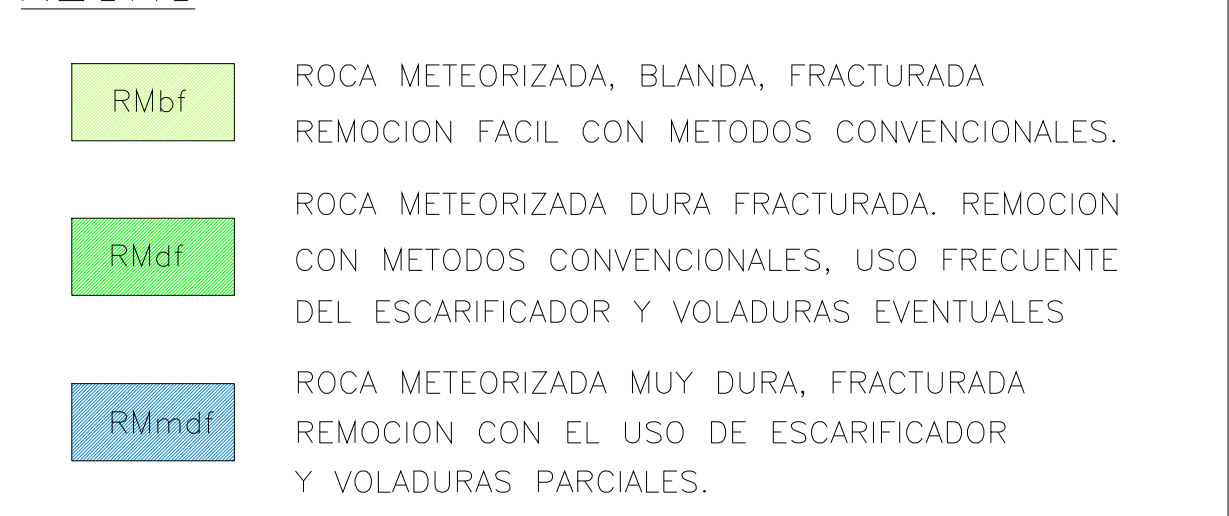 RMbf
ROCA METEORIZADA, BLANDA, FRACTURADA
REMOCION FACIL CON METODOS CONVENCIONALES.
RMdf
ROCA METEORIZADA DURA FRACTURADA. REMOCION
CON METODOS CONVENCIONALES, USO FRECUENTE
DEL ESCARIFICADOR Y VOLADURAS EVENTUALES
RMmdf
ROCA METEORIZADA MUY DURA, FRACTURADA
REMOCION CON EL USO DE ESCARIFICADOR
Y VOLADURAS PARCIALES.